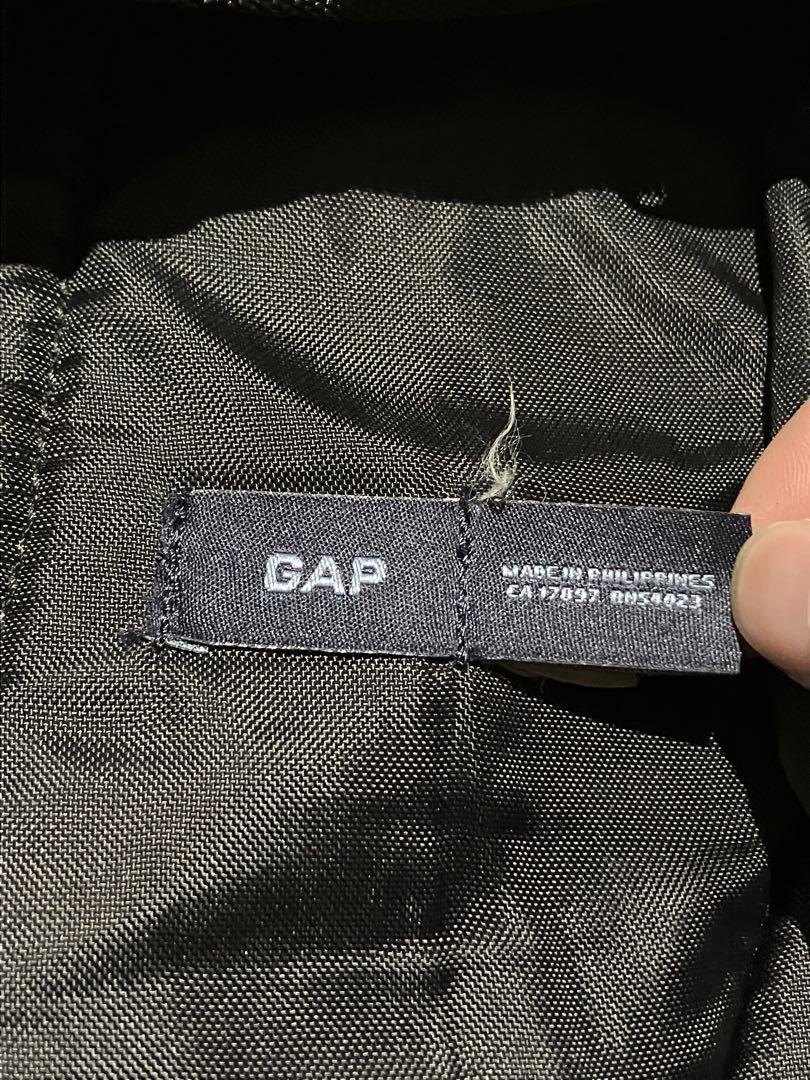 GAP
MADE IN PHILIPPINES
CA 17897 RN54023